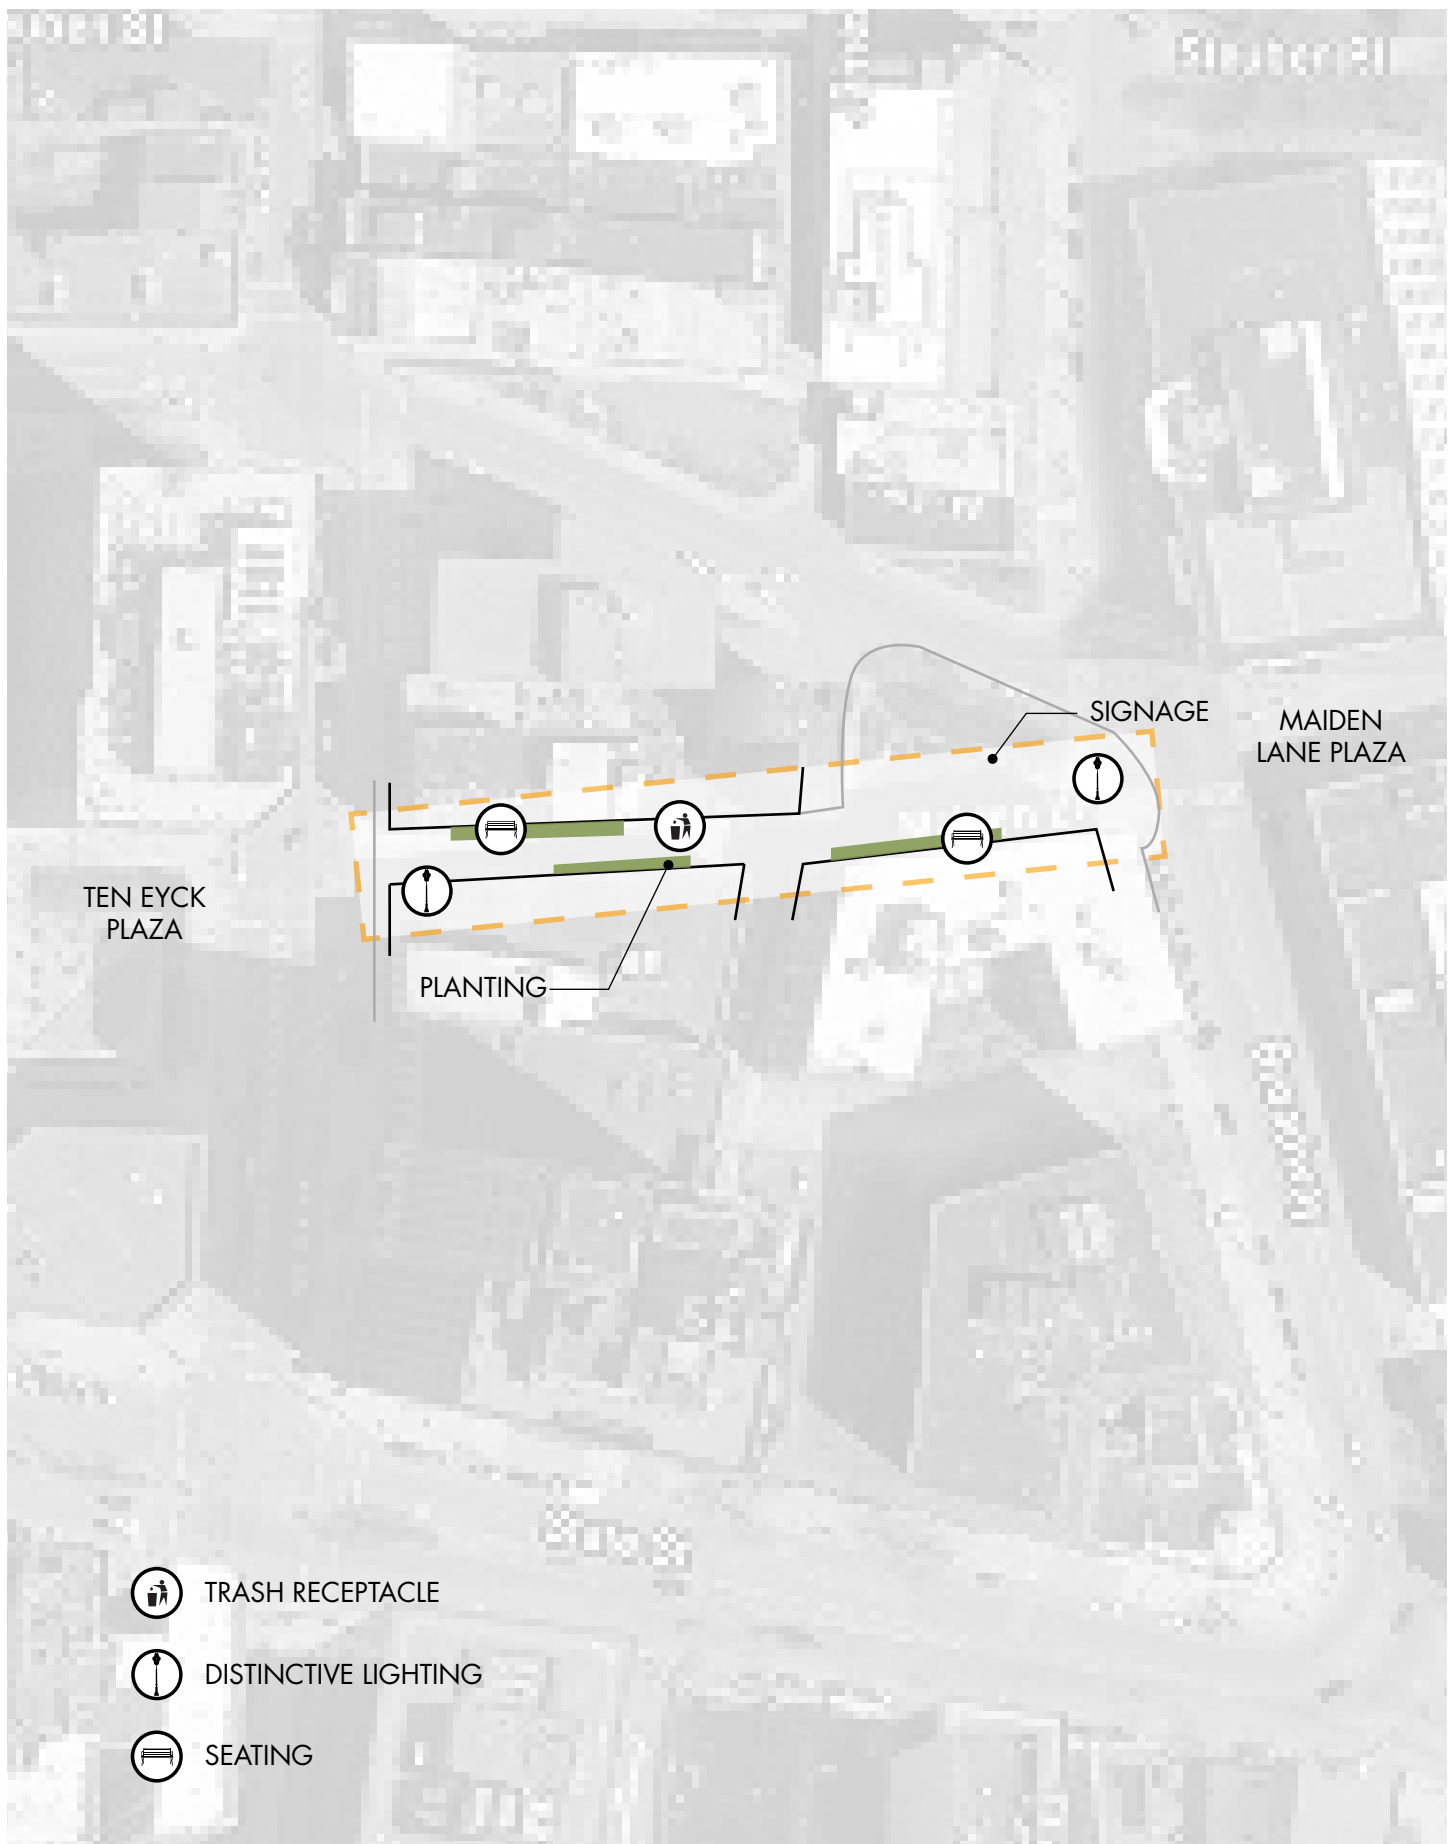 SIGNAGE
MAIDEN
LANE PLAZA
TEN EYCK
PLAZA
PLANTING
TRASH RECEPTACLE
DISTINCTIVE LIGHTING
SEATING